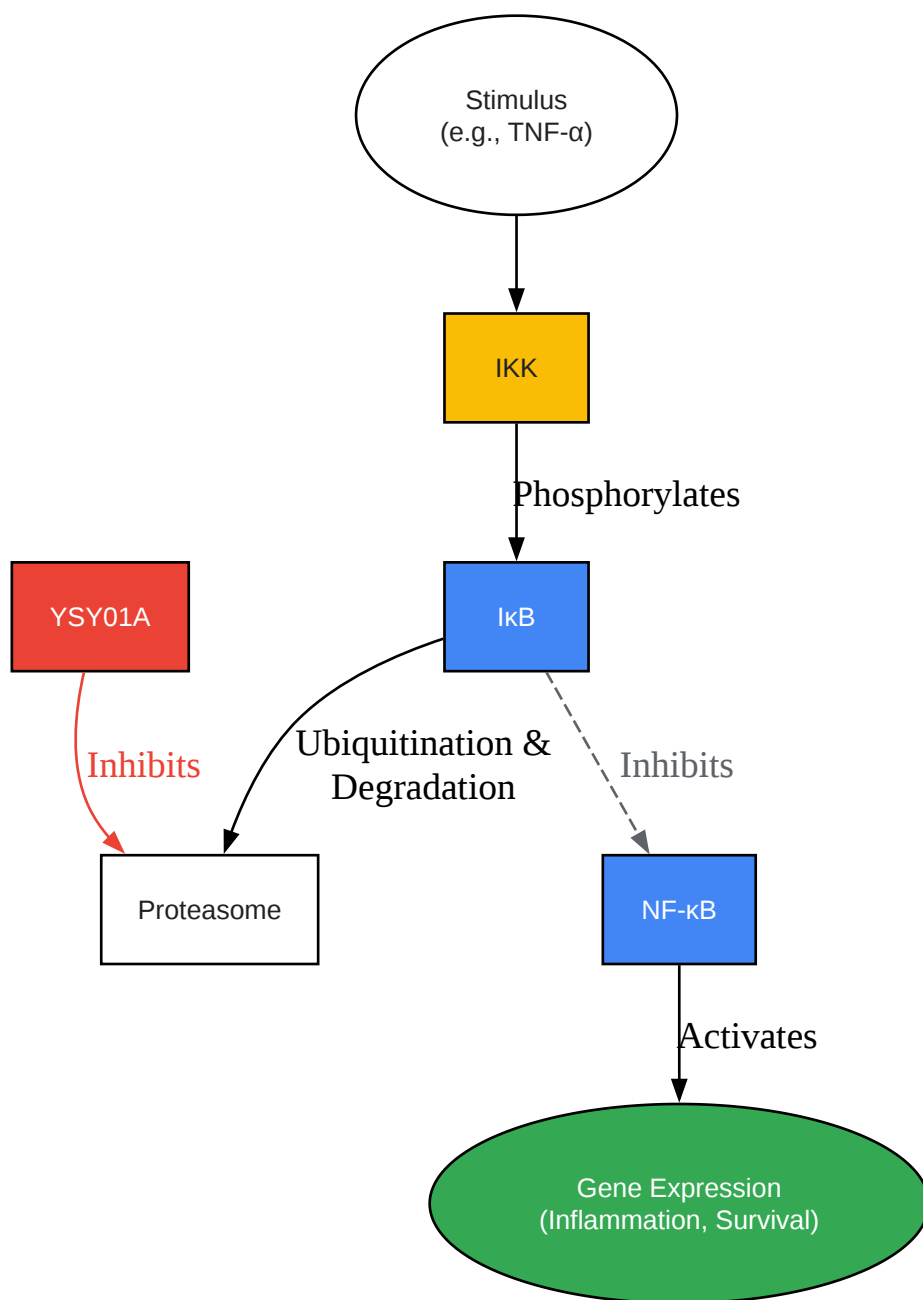 Stimulus
(e.g., TNF-α)
IKK
Phosphorylates
YSY01A
IκB
Inhibits
Ubiquitination &
Degradation
Inhibits
Proteasome
NF-κB
Activates
Gene Expression
(Inflammation, Survival)